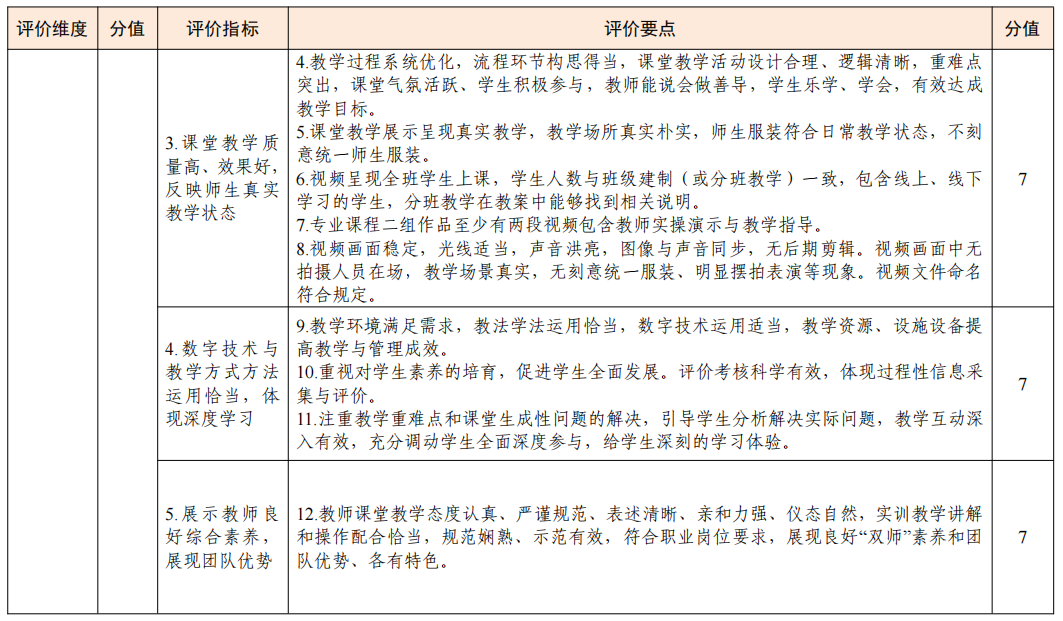 评价维度 分值 评价指标 评价要点 分值
3.课堂教学质
量高、效果好，
反映师生真实
教学状态
4.教学过程系统优化，流程环节构思得当，课堂教学活动设计合理、逻辑清晰，重难点
突出，课堂气氛活跃、学生积极参与，教师能说会做善导，学生乐学、学会，有效达成
教学目标。
5.课堂教学展示呈现真实教学，教学场所真实朴实，师生服装符合日常教学状态，不刻
意统一师生服装。
6.视频呈现全班学生上课，学生人数与班级建制（或分班教学）一致，包含线上、线下
学习的学生，分班教学在教案中能够找到相关说明。
7.专业课程二组作品至少有两段视频包含教师实操演示与教学指导。
8.视频画面稳定，光线适当，声音洪亮，图像与声音同步，无后期剪辑。视频画面中无
拍摄人员在场，教学场景真实，无刻意统一服装、明显摆拍表演等现象。视频文件命名
符合规定。
7
4.数字技术与
教学方式方法
运用恰当，体
现深度学习
9.教学环境满足需求，教法学法运用恰当，数字技术运用适当，教学资源、设施设备提
高教学与管理成效。
10.重视对学生素养的培育，促进学生全面发展。评价考核科学有效，体现过程性信息采
集与评价。
11.注重教学重难点和课堂生成性问题的解决，引导学生分析解决实际问题，教学互动深
入有效，充分调动学生全面深度参与，给学生深刻的学习体验。
7
5.展示教师良
好综合素养，
展现团队优势
12.教师课堂教学态度认真、严谨规范、表述清晰、亲和力强、仪态自然，实训教学讲解
和操作配合恰当，规范娴熟、示范有效，符合职业岗位要求，展现良好“双师”素养和团
队优势、各有特色。
7